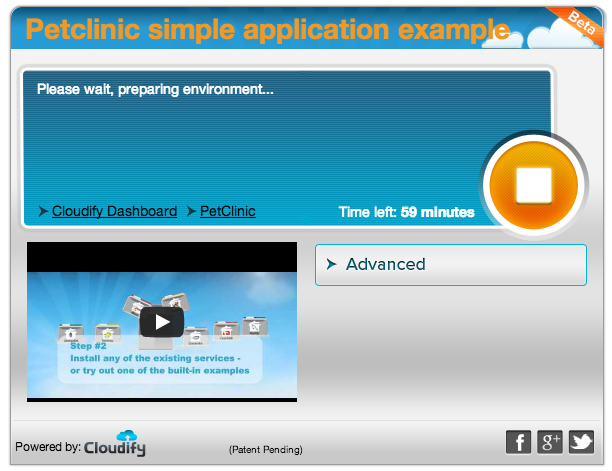 Petclinic simple application example
Beta
Please wait, preparing environment...
Cloudify Dashboard PetClinic Time left: 59 minutes
Advanced
Step #2
Install any of the existing services -
or try out one of the built-in examples
Powered by: Cloudify (Patent Pending)